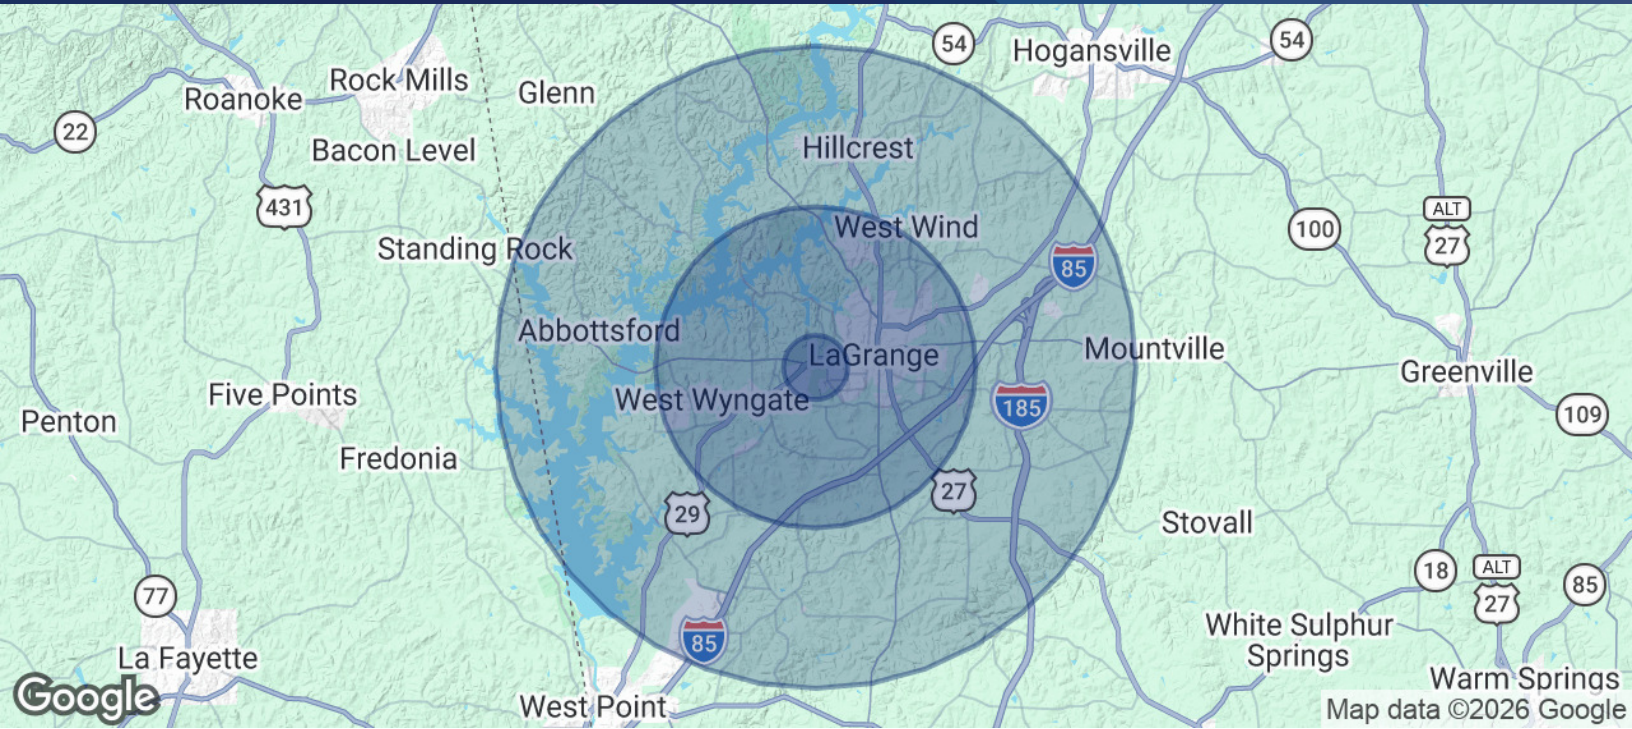 54
Hogansville
54
Rock Mills
Glenn
Roanoke
22
Bacon Level
Hillcrest
431
ALT
27
100
West Wind
Standing Rock
85
Abbottsford
LaGrange
Mountville
Greenville
Five Points
West Wyngate
185
109
Penton
Fredonia
27
29
Stovall
18
ALT
27
85
77
White Sulphur
Springs
85
La Fayette
Warm Springs
Google
West Point
Map data ©2026 Google